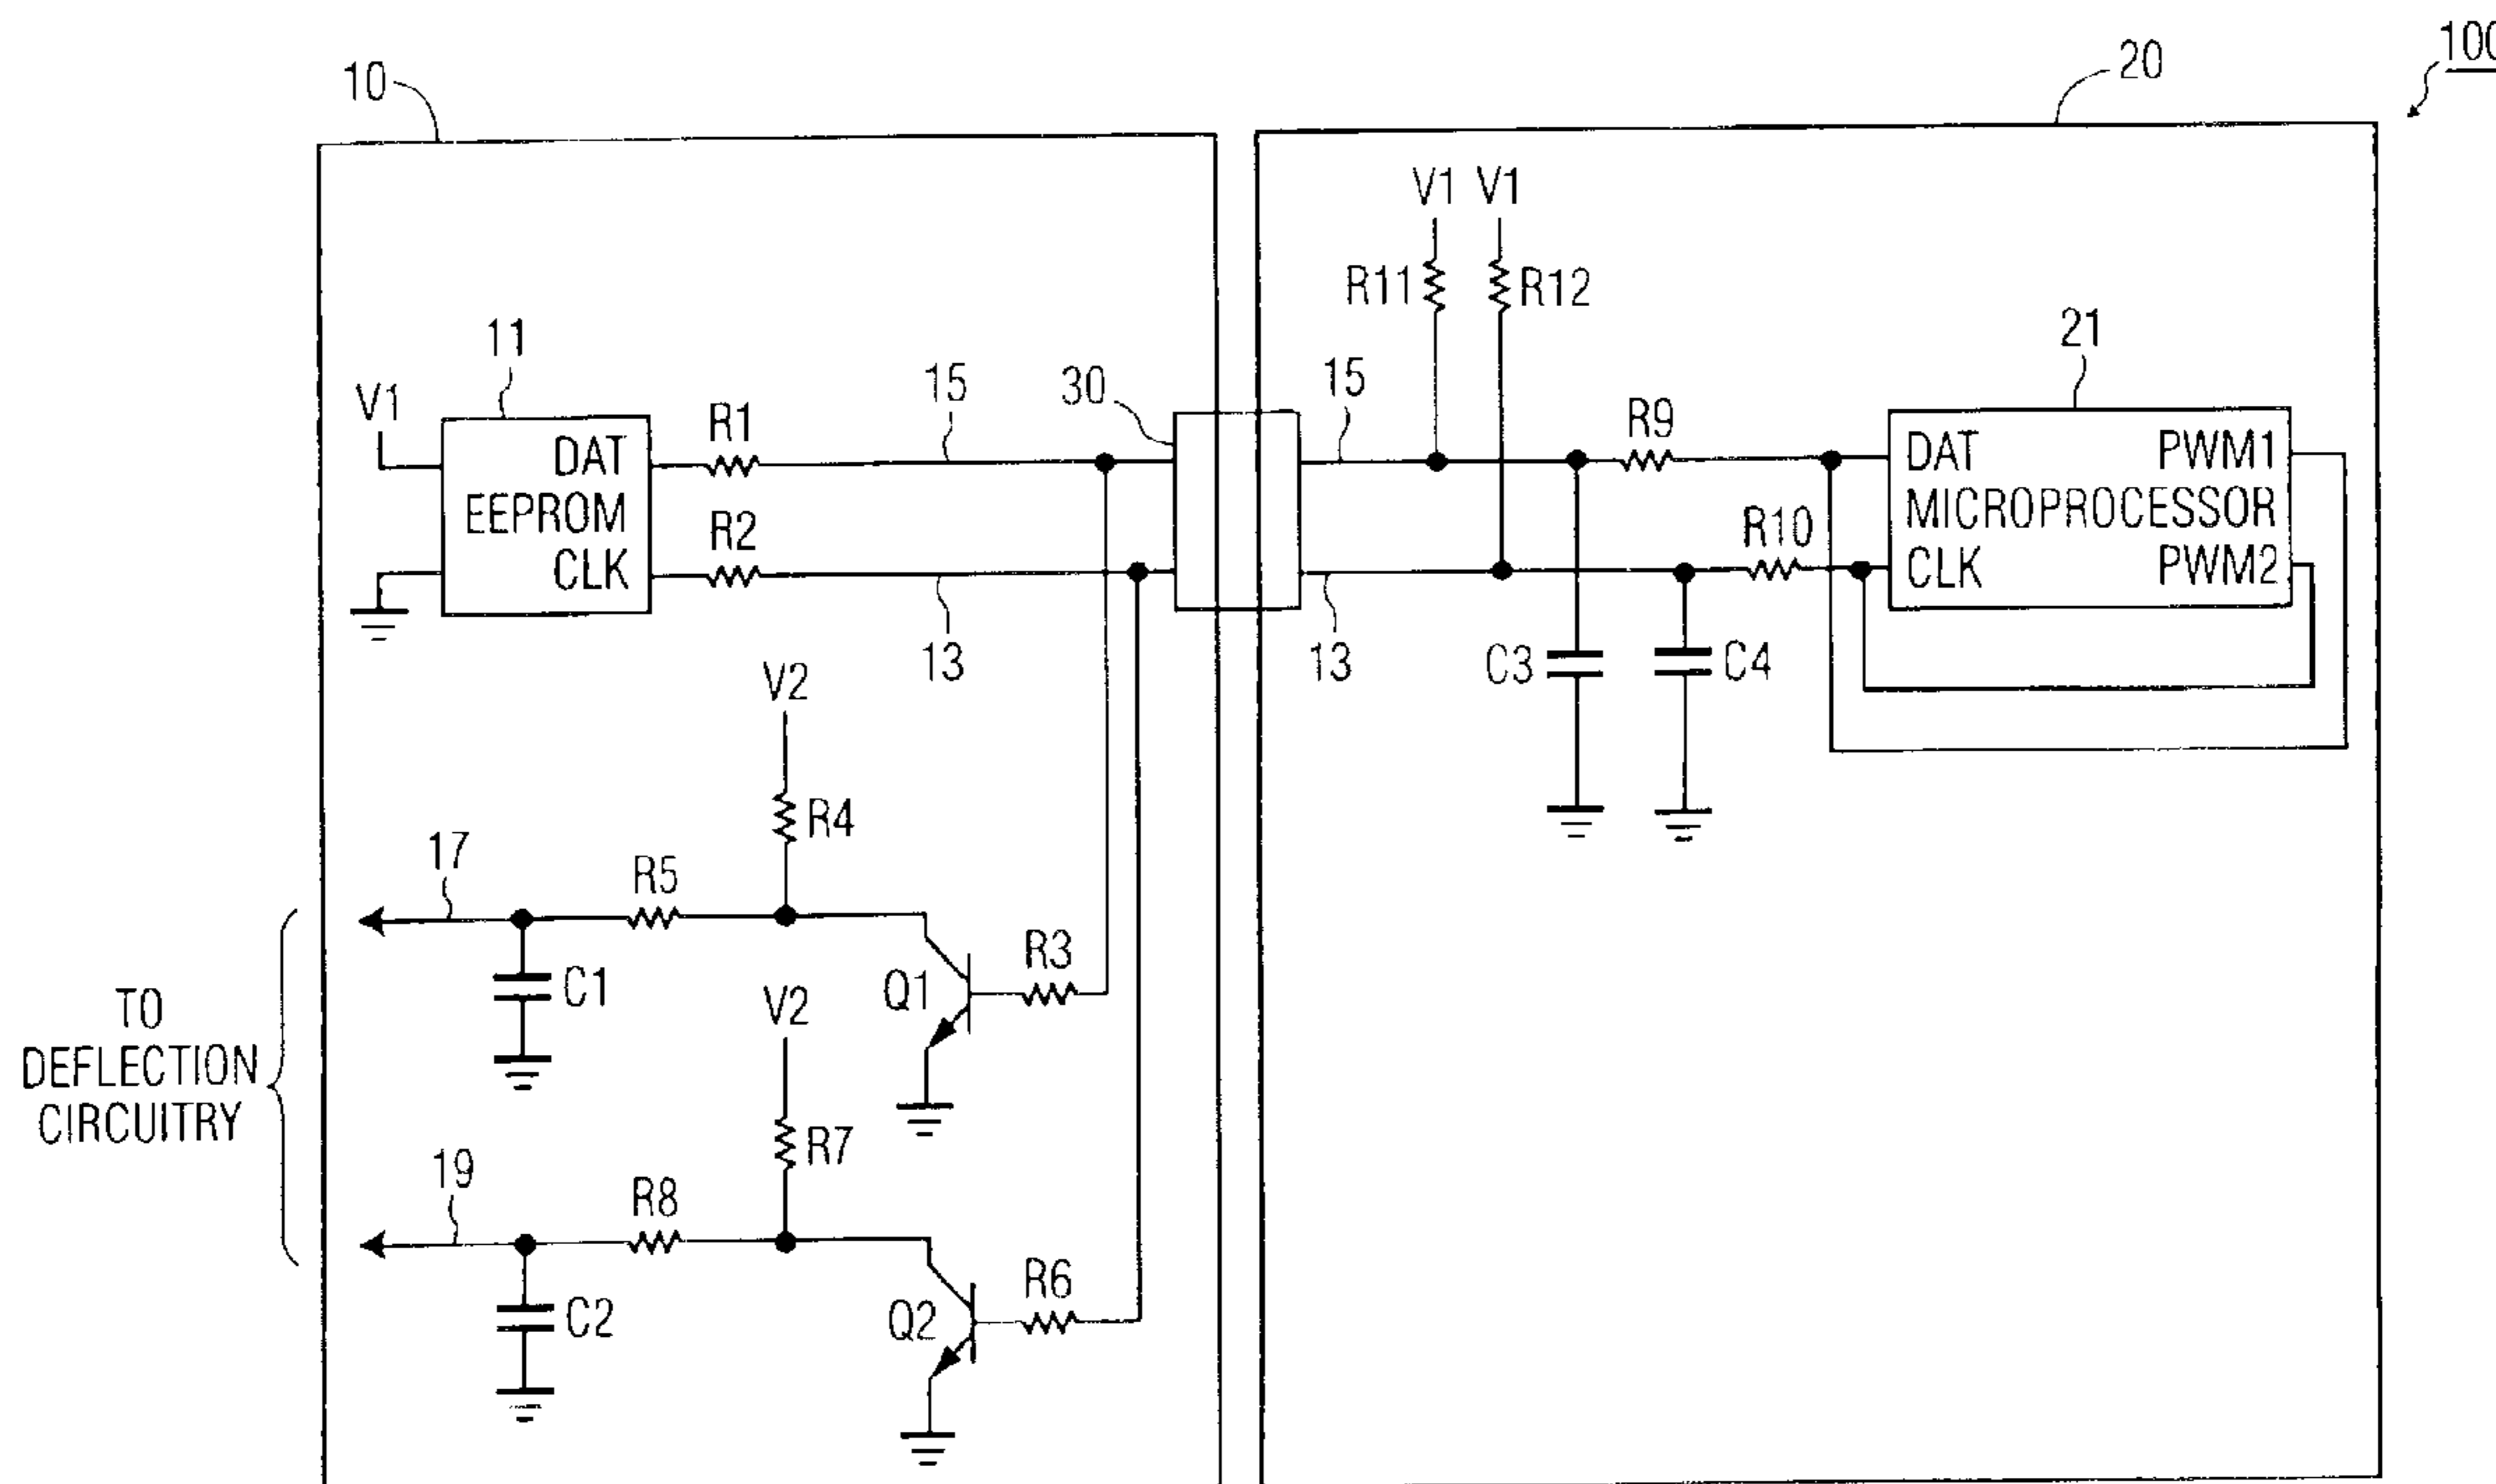 100
10
20
V1 V1
R11
R12
11
15
30
15
21
V1
R1
R9
DAT
EEPROM
CLK
R2
R10
DAT
MICROPROCESSOR
CLK
PWM1
PWM2
13
13
V2
C3
C4
R4
17
R5
R3
C1
Q1
V2
TO
DEFLECTION
CIRCUITRY
R7
19
R8
R6
C2
Q2